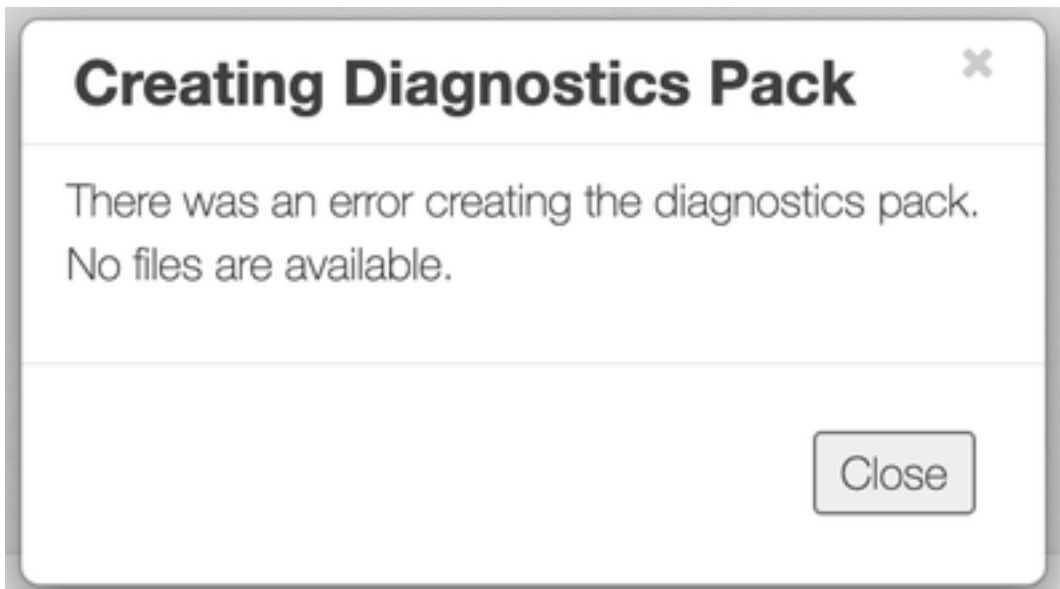 Creating Diagnostics Pack
There was an error creating the diagnostics pack.
No files are available.
Close